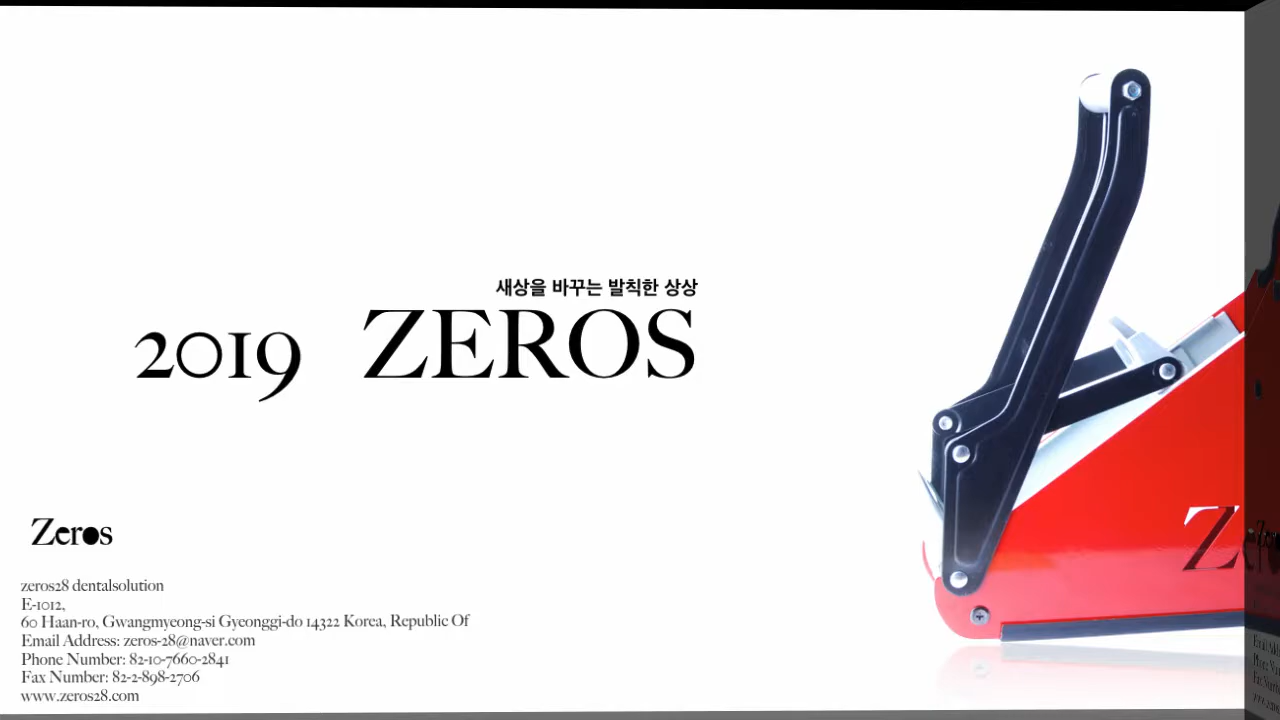 새상을 바꾸는 발칙한 상상
2019 ZEROS
Zeros
zeros28 dentalsolution
E-1012,
60 Haan-ro, Gwangmyeong-si Gyeonggi-do 14322 Korea, Republic Of
Email Address: zeros-28@naver.com
Phone Number: 82-10-7660-2841
Fax Number: 82-2-898-2706
www.zeros28.com